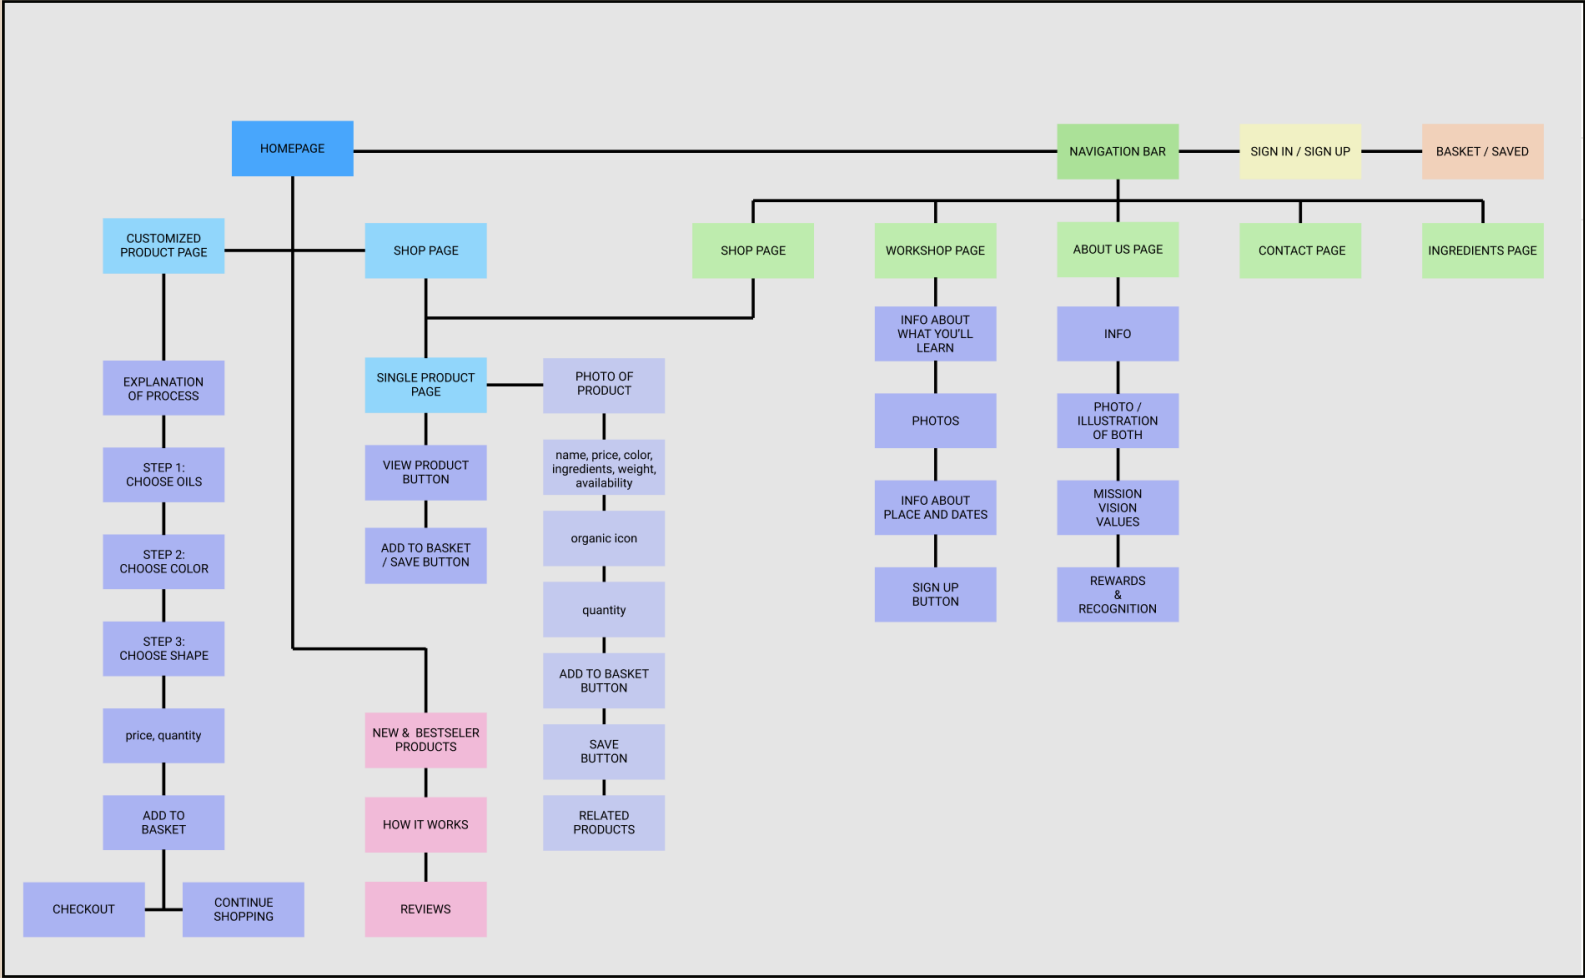 HOMEPAGE
NAVIGATION BAR
SIGN IN / SIGN UP
BASKET / SAVED
CUSTOMIZED
PRODUCT PAGE
SHOP PAGE
SHOP PAGE
WORKSHOP PAGE
ABOUT US PAGE
CONTACT PAGE
INGREDIENTS PAGE
EXPLANATION
OF PROCESS
STEP 1:
CHOOSE OILS
STEP 2:
CHOOSE COLOR
STEP 3:
CHOOSE SHAPE
price, quantity
ADD TO
BASKET
CHECKOUT
CONTINUE
SHOPPING
SINGLE PRODUCT
PAGE
VIEW PRODUCT
BUTTON
ADD TO BASKET
/ SAVE BUTTON
NEW &  BESTSELER
PRODUCTS
HOW IT WORKS
REVIEWS
PHOTO OF
PRODUCT
name, price, color,
ingredients, weight,
availability
organic icon
quantity
ADD TO BASKET
BUTTON
SAVE
BUTTON
RELATED
PRODUCTS
INFO ABOUT
WHAT YOU'LL
LEARN
PHOTOS
INFO ABOUT
PLACE AND DATES
SIGN UP
BUTTON
INFO
PHOTO /
ILLUSTRATION
OF BOTH
MISSION
VISION
VALUES
REWARDS
&
RECOGNITION